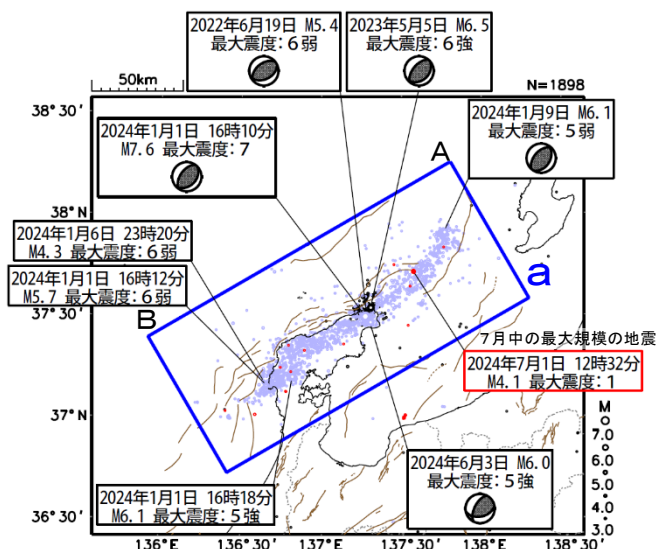 2022年6月19日 M5.4
最大震度：6弱
2023年5月5日 M6.5
最大震度：6強
50km
N=1898
38°30′
2024年1月9日 M6.1
5弱
2024年1月1日 16時10分
M7.6 最大震度：7
A
38°N
2024年1月6日 23時20分
M4.3 最大震度：6弱
2024年1月1日 16時12分
M5.7 最大震度：6弱
a
B
37°30′
7月中の最大規模の地震
2024年7月1日 12時32分
M4.1 最大震度：1
37°N
M
7.0
6.0
5.0
4.0
3.0
2024年6月3日 M6.0
最大震度：5強
2024年1月1日 16時18分
M6.1 最大震度：5強
36°30′
136°E
136°30′
137°E
137°30′
138°E
138°30′